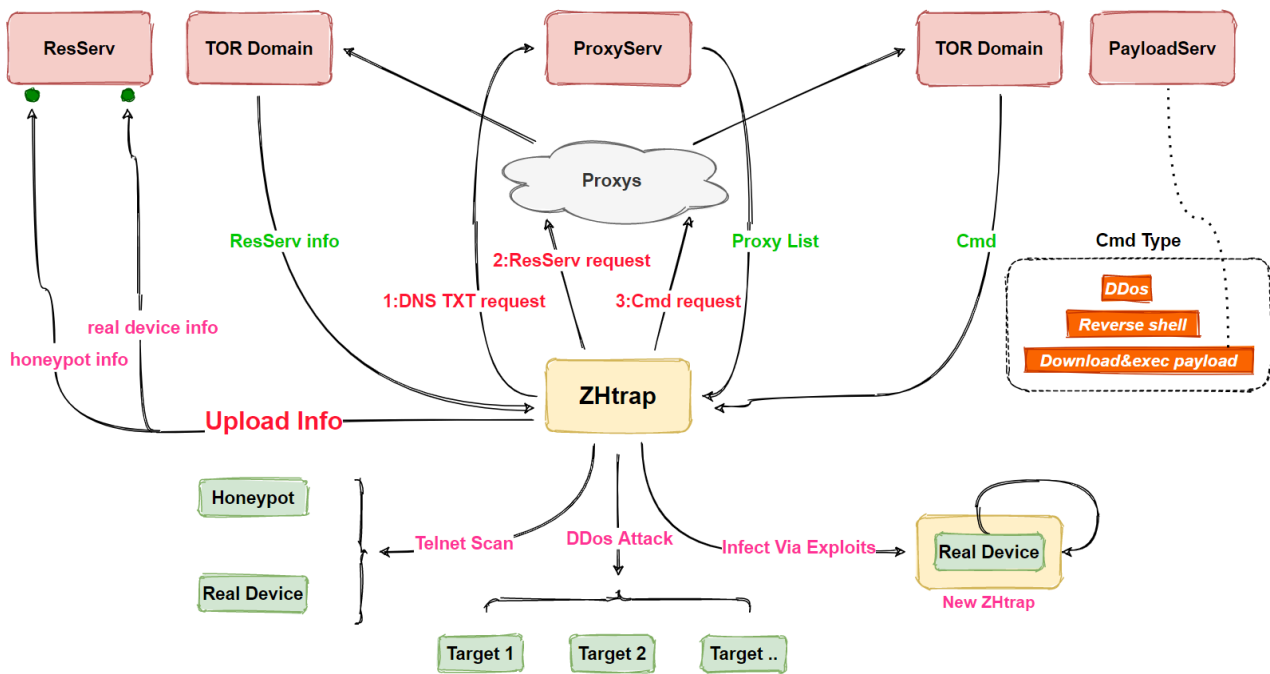 ResServ
TOR Domain
ProxyServ
TOR Domain
PayloadServ
Proxys
ResServ info
2:ResServ request
Proxy List
Cmd
Cmd Type
1:DNS TXT request
3:Cmd request
DDos
real device info
Reverse shell
honeypot info
Download&exec payload
ZHtrap
Upload Info
Honeypot
Telnet Scan
DDos Attack
Infect Via Exploits
Real Device
Real Device
New ZHtrap
Target 1
Target 2
Target ..